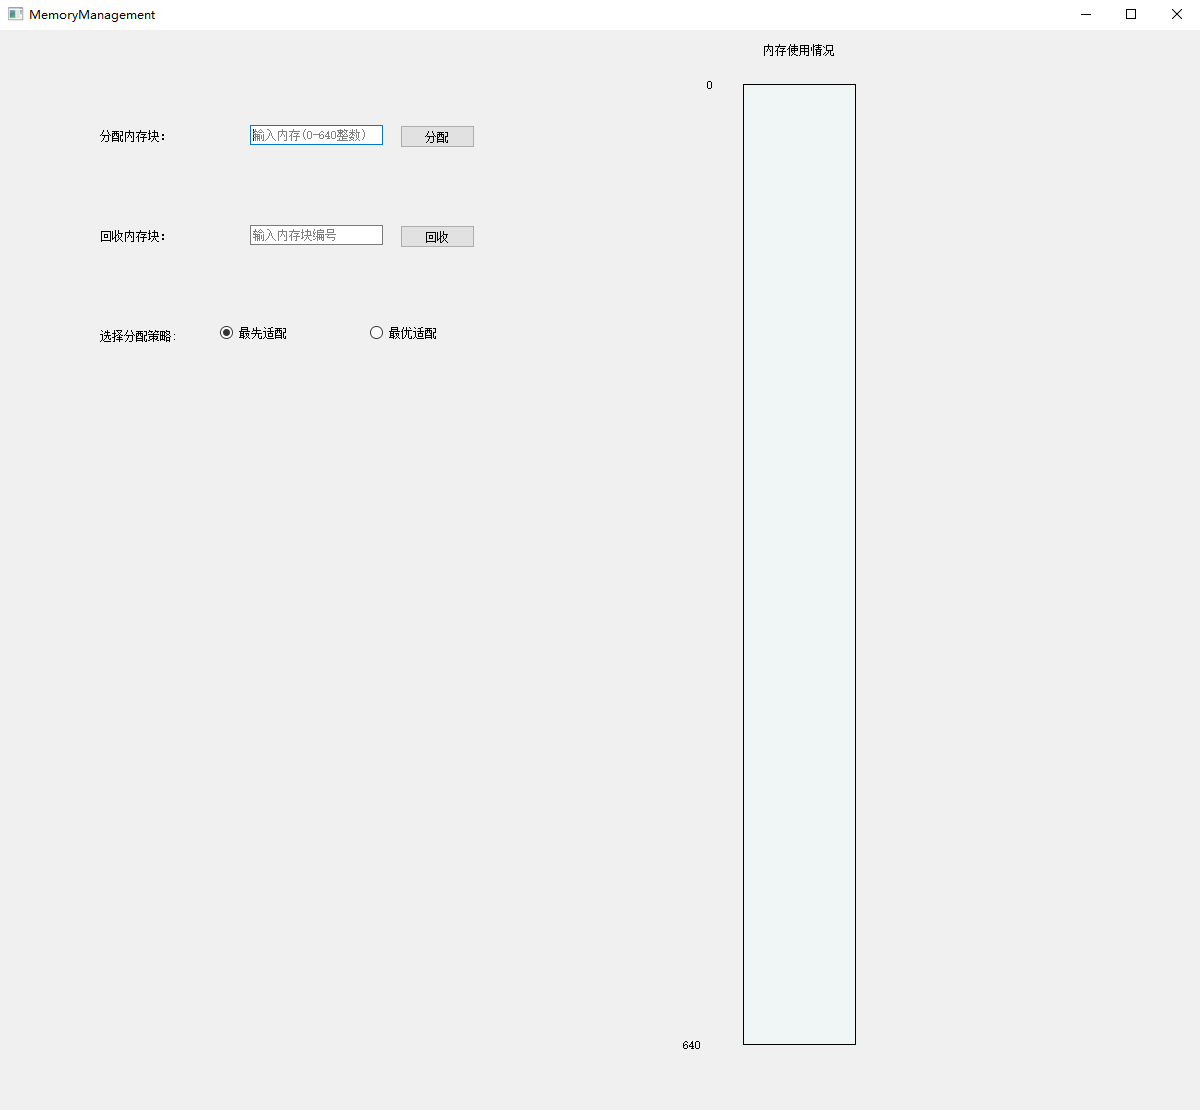 MemoryManagement
内存使用情况
0
分配内存块：
输入内存(0-640整数)
分配
回收内存块：
输入内存块编号
回收
选择分配策略:
最先适配
最优适配
640